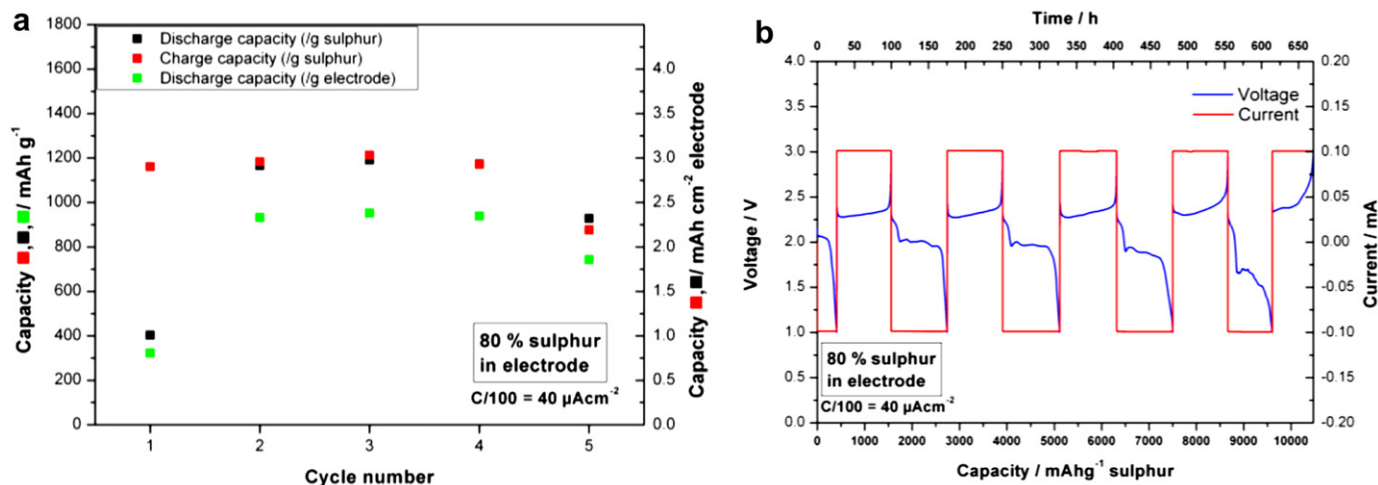 a
Discharge capacity (/g sulphur)
Charge capacity (/g sulphur)
Discharge capacity (/g electrode)
Capacity ■,■,■/ mAh g⁻¹
1800
1600
1400
1200
1000
800
600
400
200
0
4.0
3.5
3.0
2.5
2.0
1.5
1.0
0.5
0.0
Capacity ■,■/ mAh cm⁻² electrode
80 % sulphur
in electrode
C/100 = 40 µAcm⁻²
1 2 3 4 5
Cycle number
b
Time / h
0 50 100 150 200 250 300 350 400 450 500 550 600 650
Voltage / V
4.0
3.5
3.0
2.5
2.0
1.5
1.0
0.5
0.0
Voltage
Current
0.20
0.15
0.10
0.05
0.00
-0.05
-0.10
-0.15
-0.20
Current / mA
80 % sulphur
in electrode
C/100 = 40 µAcm⁻²
0 1000 2000 3000 4000 5000 6000 7000 8000 9000 10000
Capacity / mAhg⁻¹ sulphur